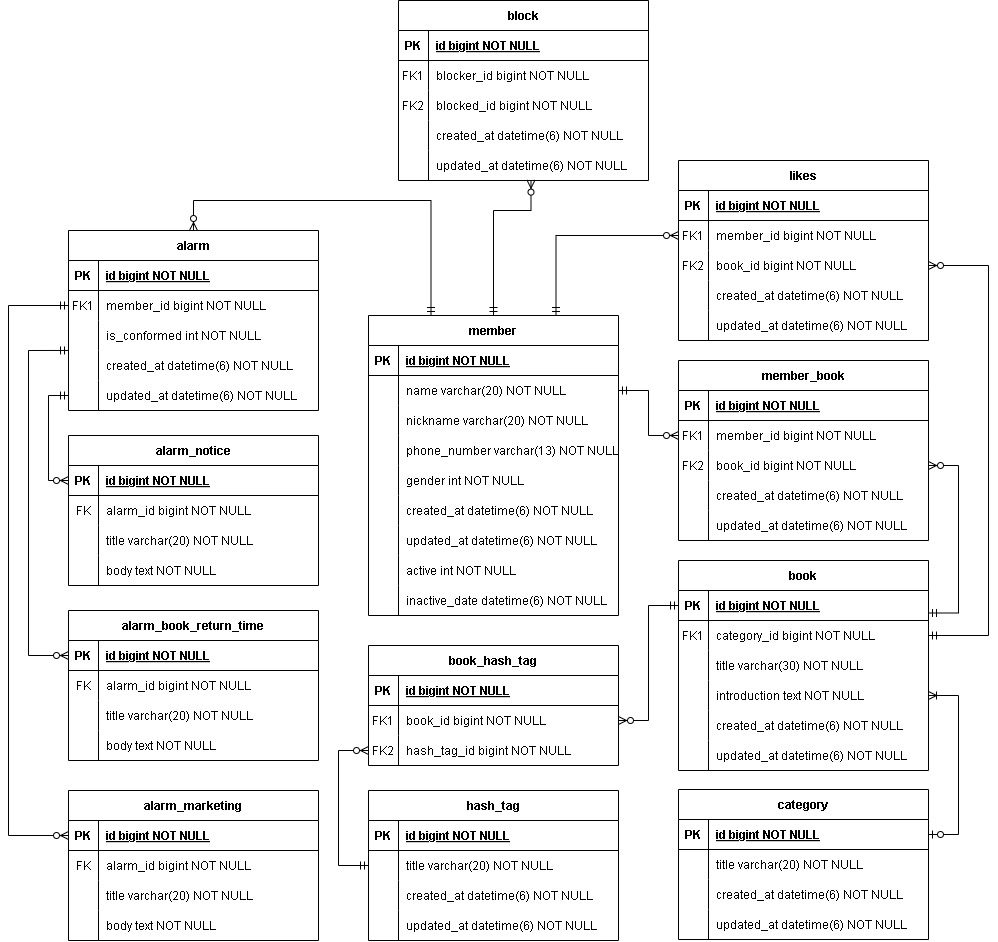 block
PK id bigint NOT NULL
FK1 blocker_id bigint NOT NULL
FK2 blocked_id bigint NOT NULL
created_at datetime(6) NOT NULL
updated_at datetime(6) NOT NULL
alarm
PK id bigint NOT NULL
FK1 member_id bigint NOT NULL
is_conformed int NOT NULL
created_at datetime(6) NOT NULL
updated_at datetime(6) NOT NULL
alarm_notice
PK id bigint NOT NULL
FK alarm_id bigint NOT NULL
title varchar(20) NOT NULL
body text NOT NULL
alarm_book_return_time
PK id bigint NOT NULL
FK alarm_id bigint NOT NULL
title varchar(20) NOT NULL
body text NOT NULL
alarm_marketing
PK id bigint NOT NULL
FK alarm_id bigint NOT NULL
title varchar(20) NOT NULL
body text NOT NULL
member
PK id bigint NOT NULL
name varchar(20) NOT NULL
nickname varchar(20) NOT NULL
phone_number varchar(13) NOT NULL
gender int NOT NULL
created_at datetime(6) NOT NULL
updated_at datetime(6) NOT NULL
active int NOT NULL
inactive_date datetime(6) NOT NULL
book_hash_tag
PK id bigint NOT NULL
FK1 book_id bigint NOT NULL
FK2 hash_tag_id bigint NOT NULL
hash_tag
PK id bigint NOT NULL
title varchar(20) NOT NULL
created_at datetime(6) NOT NULL
updated_at datetime(6) NOT NULL
likes
PK id bigint NOT NULL
FK1 member_id bigint NOT NULL
FK2 book_id bigint NOT NULL
created_at datetime(6) NOT NULL
updated_at datetime(6) NOT NULL
member_book
PK id bigint NOT NULL
FK1 member_id bigint NOT NULL
FK2 book_id bigint NOT NULL
created_at datetime(6) NOT NULL
updated_at datetime(6) NOT NULL
book
PK id bigint NOT NULL
FK1 category_id bigint NOT NULL
title varchar(30) NOT NULL
introduction text NOT NULL
created_at datetime(6) NOT NULL
updated_at datetime(6) NOT NULL
category
PK id bigint NOT NULL
title varchar(20) NOT NULL
created_at datetime(6) NOT NULL
updated_at datetime(6) NOT NULL